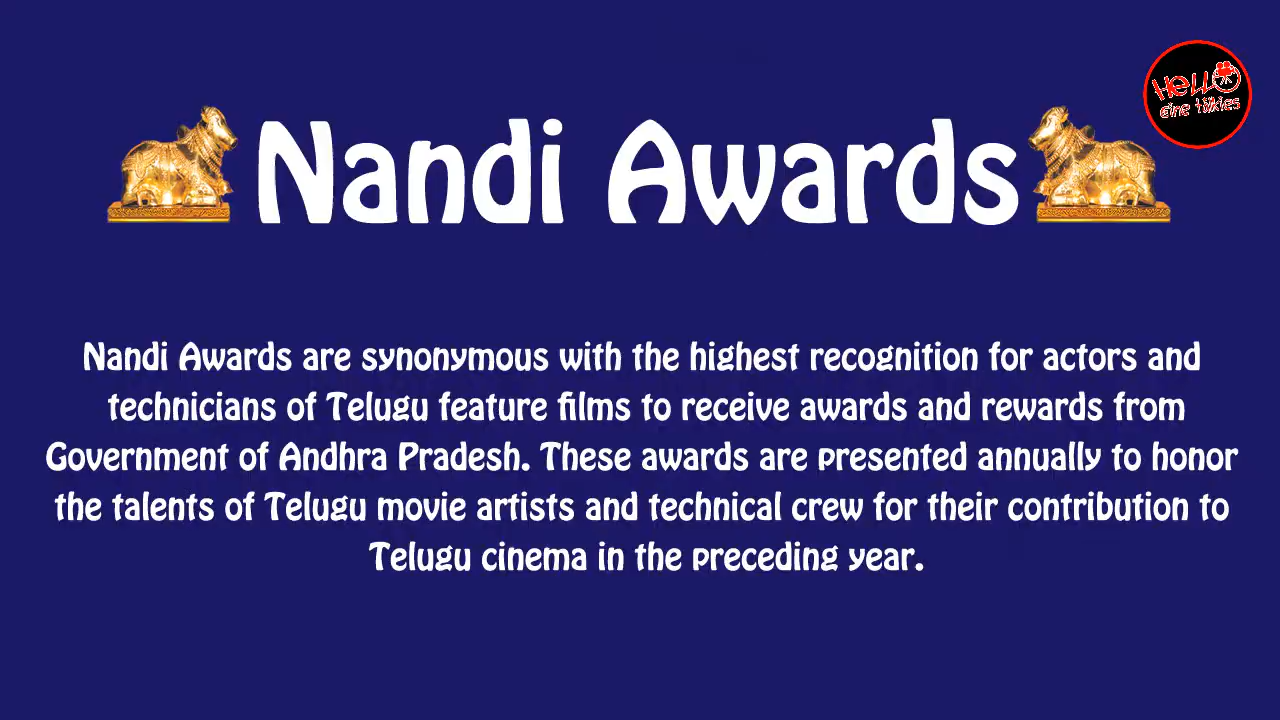 HELLO
cine talkies
Nandi Awards
Nandi Awards are synonymous with the highest recognition for actors and
technicians of Telugu feature films to receive awards and rewards from
Government of Andhra Pradesh. These awards are presented annually to honor
the talents of Telugu movie artists and technical crew for their contribution to
Telugu cinema in the preceding year.